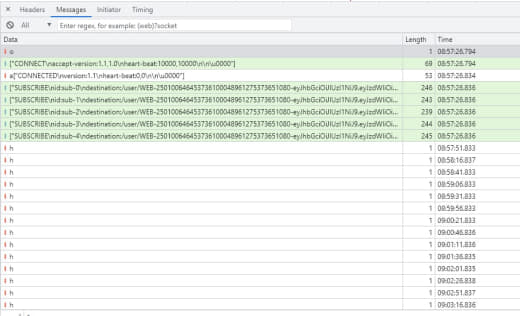 × Headers Messages Initiator Timing
All ▼ Enter regex, for example: (web)?socket
Data Length Time
o 1 08:57:26.794
["CONNECT\naccept-version:1.1,1.0\nheart-beat:10000,10000\n\n\u0000"] 69 08:57:26.794
a["CONNECTED\nversion:1.1\nheart-beat:0,0\n\n\u0000"] 53 08:57:26.834
["SUBSCRIBE\nid:sub-0\ndestination:/user/WEB-25010064645373610004896127537365108​0-eyJhbGciOiJIUzI1NiJ9.eyJzdWIiOi... 246 08:57:26.836
["SUBSCRIBE\nid:sub-1\ndestination:/user/WEB-250100646453736100048961275373651080-eyJhbGciOiJIUzI1NiJ9.eyJzdWIiOi... 243 08:57:26.836
["SUBSCRIBE\nid:sub-2\ndestination:/user/WEB-250100646453736100048961275373651080-eyJhbGciOiJIUzI1NiJ9.eyJzdWIiOi... 239 08:57:26.836
["SUBSCRIBE\nid:sub-3\ndestination:/user/WEB-250100646453736100048961275373651080-eyJhbGciOiJIUzI1NiJ9.eyJzdWIiOi... 244 08:57:26.836
["SUBSCRIBE\nid:sub-4\ndestination:/user/WEB-250100646453736100048961275373651080-eyJhbGciOiJIUzI1NiJ9.eyJzdWIiOi... 245 08:57:26.836
h 1 08:57:51.833
h 1 08:58:16.837
h 1 08:58:41.833
h 1 08:59:06.833
h 1 08:59:31.833
h 1 08:59:56.833
h 1 09:00:21.833
h 1 09:00:46.836
h 1 09:01:11.836
h 1 09:01:36.835
h 1 09:02:01.835
h 1 09:02:26.838
h 1 09:02:51.837
h 1 09:03:16.836